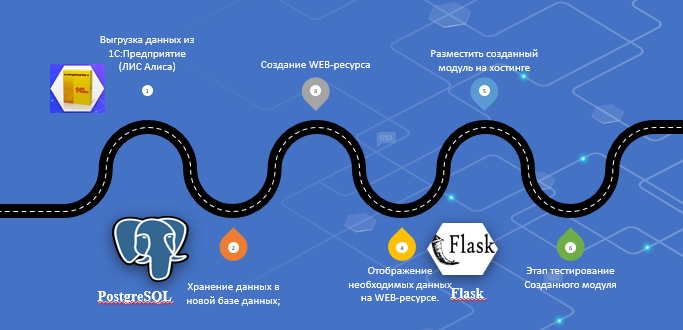 Выгрузка данных из
1С:Предприятие
(ЛИС Алиса)
1
Создание WEB-ресурса
3
Разместить созданный
модуль на хостинге
5
2
Хранение данных в
новой базе данных;
PostgreSQL
4
Отображение
необходимых данных
на WEB-ресурсе.
Flask
Flask
6
Этап тестирование
Созданного модуля